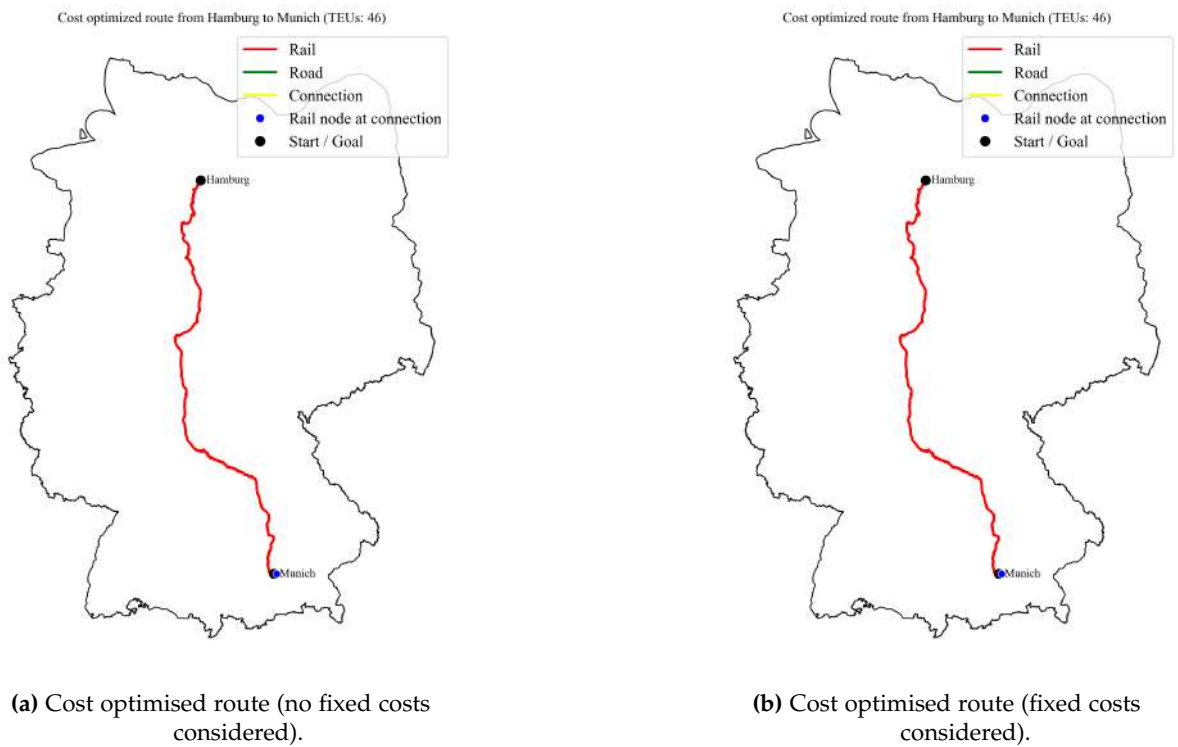 Cost optimized route from Hamburg to Munich (TEUs: 46)
Rail
Road
Connection
Rail node at connection
Start / Goal
Hamburg
Munich
(a) Cost optimised route (no fixed costs
considered).
Cost optimized route from Hamburg to Munich (TEUs: 46)
Rail
Road
Connection
Rail node at connection
Start / Goal
Hamburg
Munich
(b) Cost optimised route (fixed costs
considered).